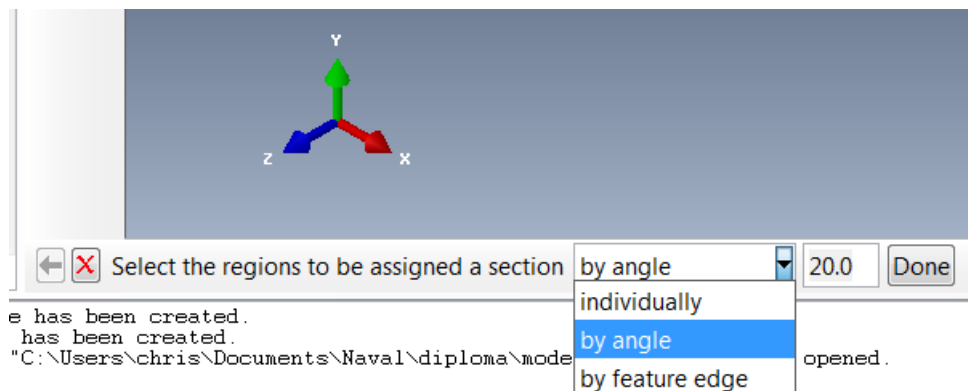 Y
Z X
Select the regions to be assigned a section by angle 20.0 Done
individually
e has been created.
has been created.
by angle
"C:\Users\chris\Documents\Naval\diploma\mode opened.
by feature edge